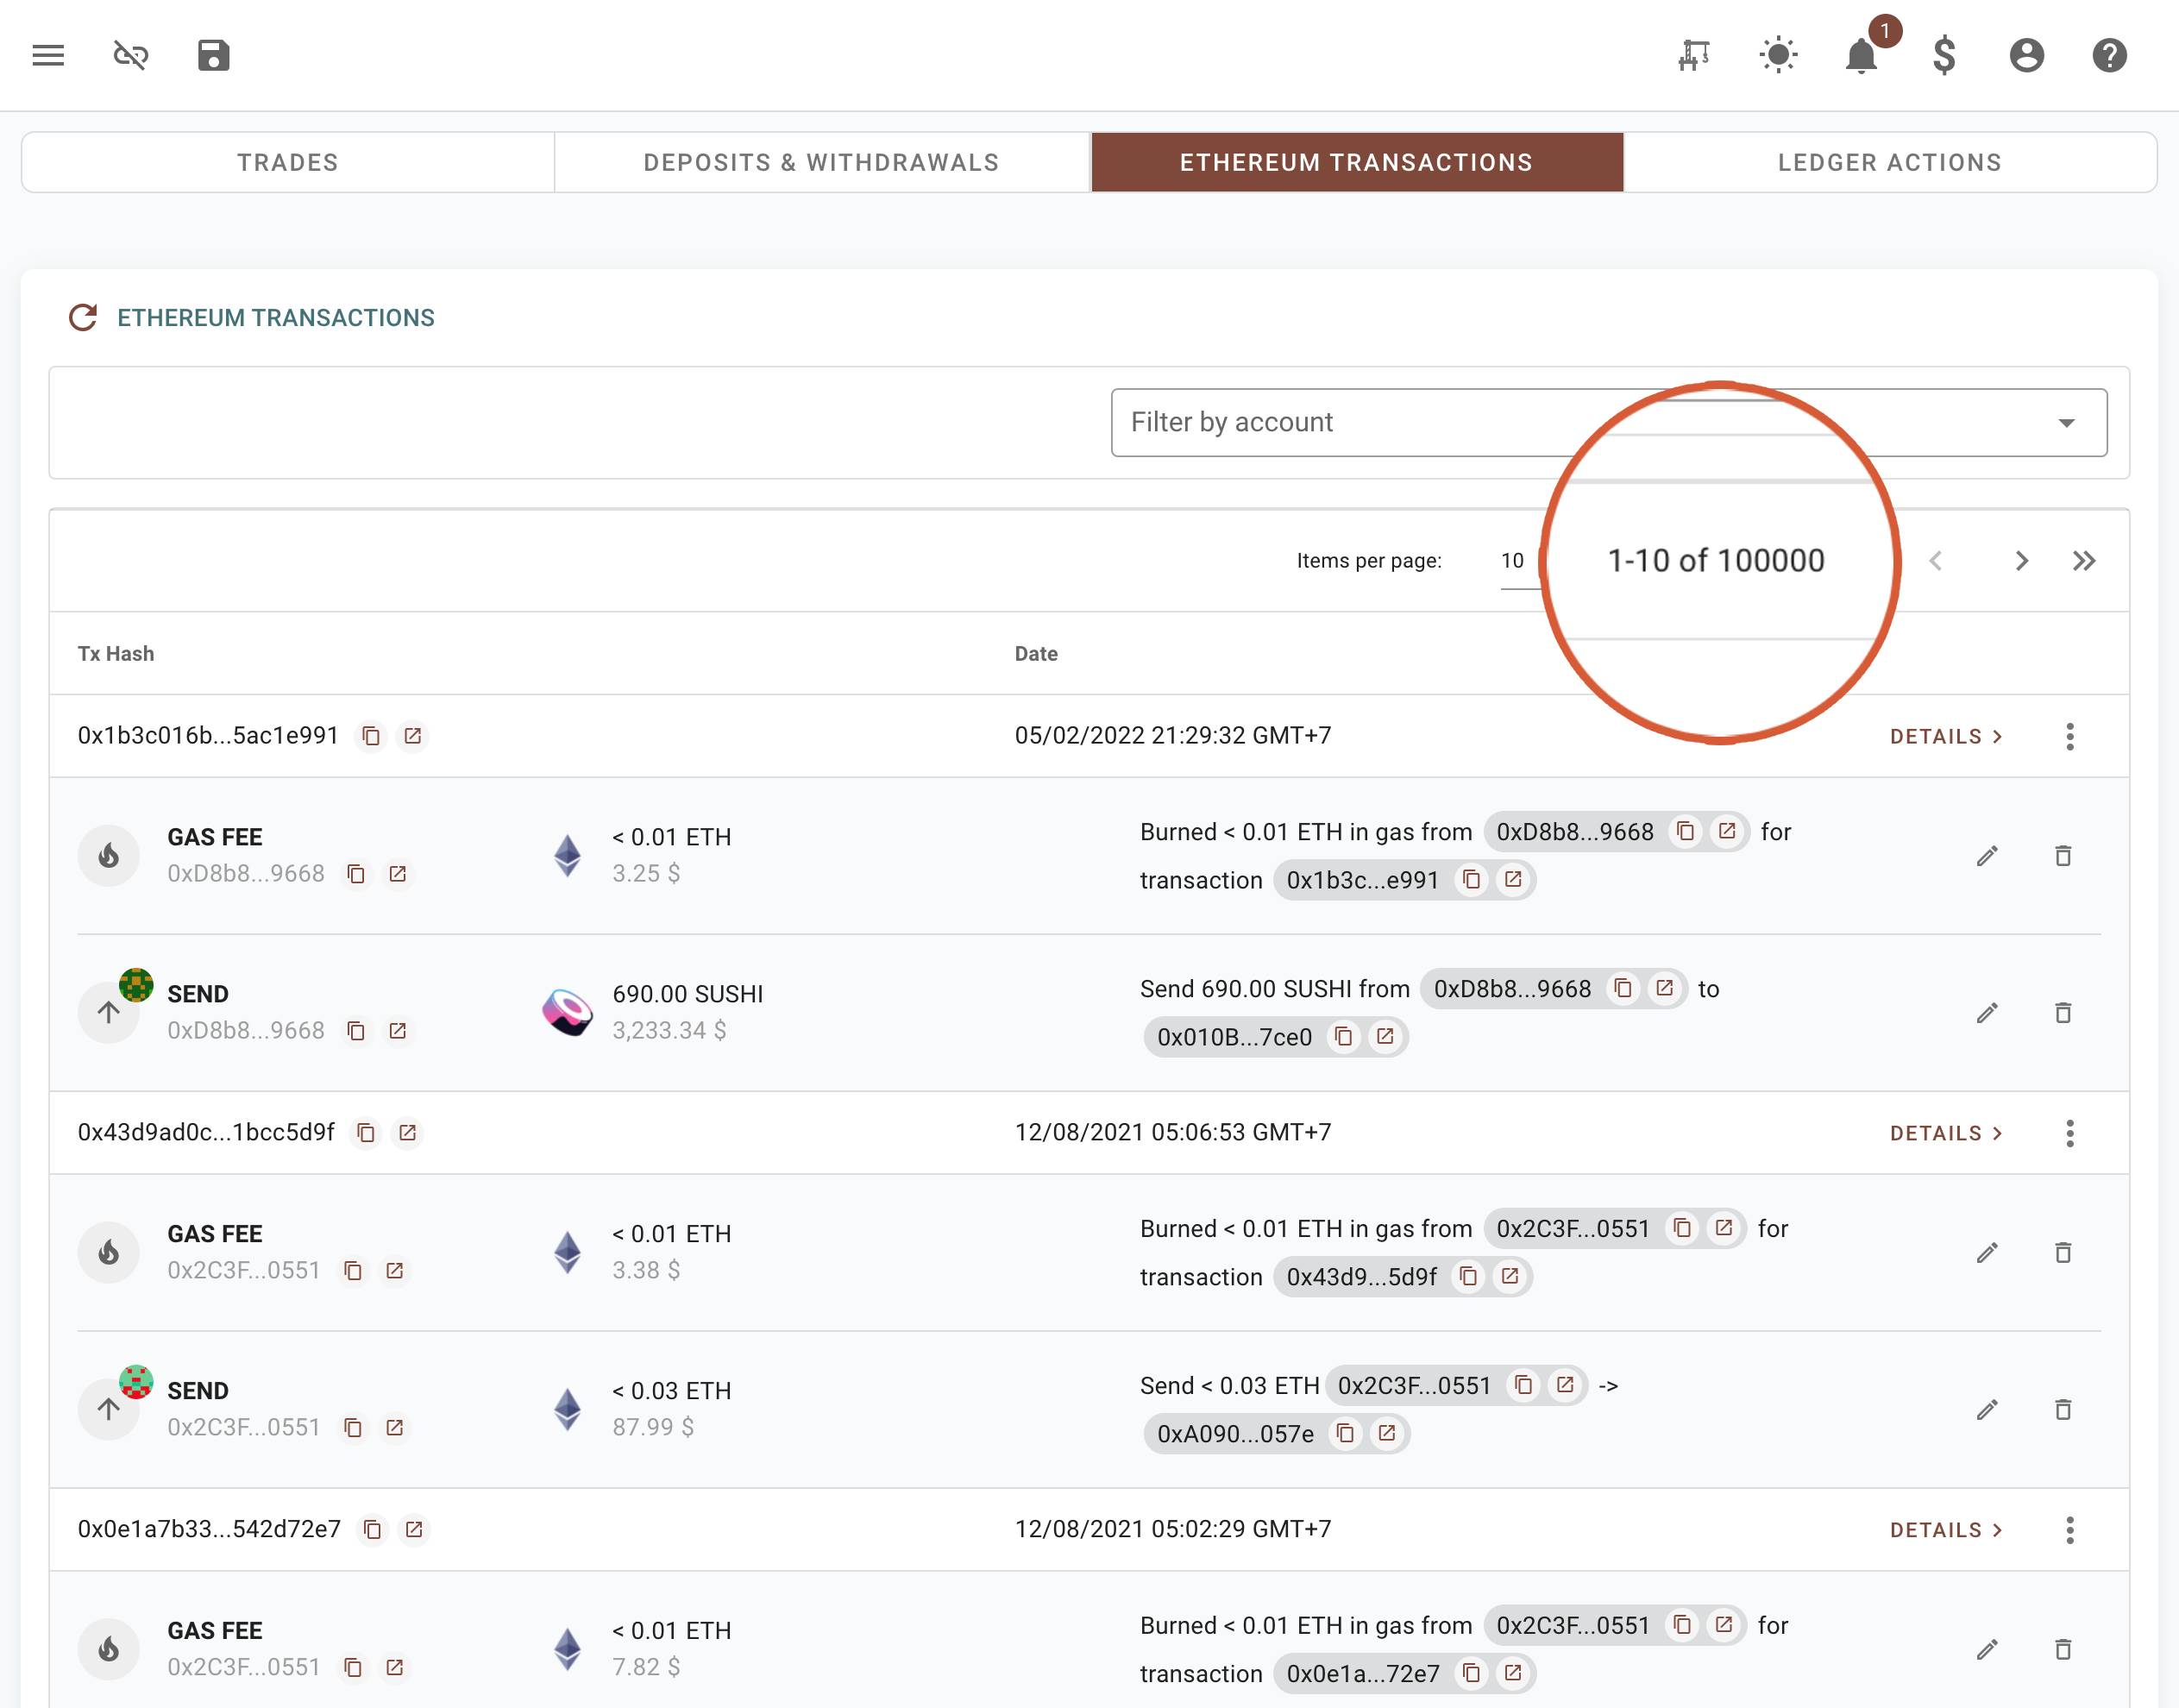 1
TRADES
DEPOSITS & WITHDRAWALS
ETHEREUM TRANSACTIONS
LEDGER ACTIONS
ETHEREUM TRANSACTIONS
Filter by account
Items per page: 10 1-10 of 100000
Tx Hash Date
0x1b3c016b...5ac1e991 05/02/2022 21:29:32 GMT+7 DETAILS
GAS FEE
0xD8b8...9668
< 0.01 ETH
3.25 $
Burned < 0.01 ETH in gas from 0xD8b8...9668 for
transaction 0x1b3c...e991
SEND
0xD8b8...9668
690.00 SUSHI
3,233.34 $
Send 690.00 SUSHI from 0xD8b8...9668 to
0x010B...7ce0
0x43d9ad0c...1bcc5d9f 12/08/2021 05:06:53 GMT+7 DETAILS
GAS FEE
0x2C3F...0551
< 0.01 ETH
3.38 $
Burned < 0.01 ETH in gas from 0x2C3F...0551 for
transaction 0x43d9...5d9f
SEND
0x2C3F...0551
< 0.03 ETH
87.99 $
Send < 0.03 ETH 0x2C3F...0551 ->
0xA090...057e
0x0e1a7b33...542d72e7 12/08/2021 05:02:29 GMT+7 DETAILS
GAS FEE
0x2C3F...0551
< 0.01 ETH
7.82 $
Burned < 0.01 ETH in gas from 0x2C3F...0551 for
transaction 0x0e1a...72e7